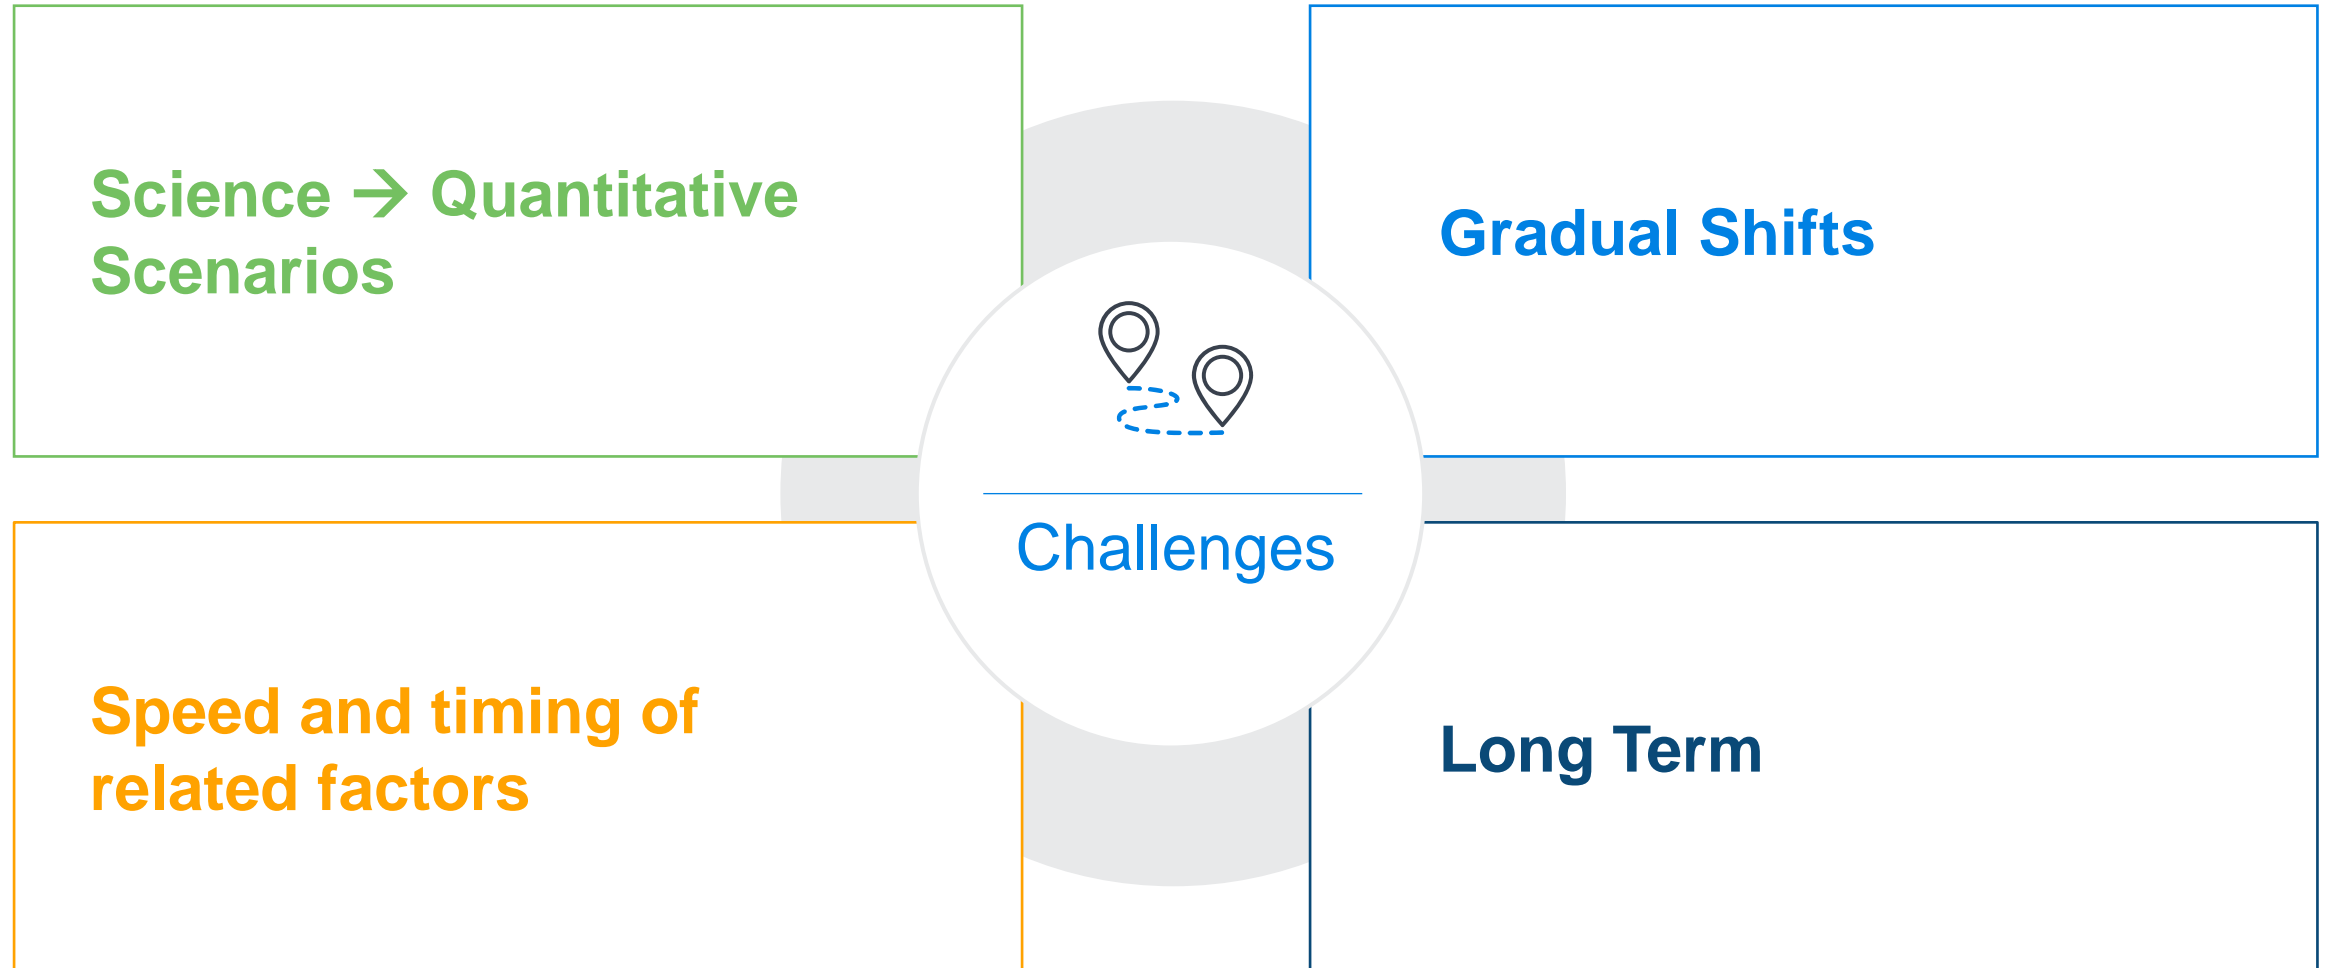 Science → Quantitative
Scenarios
Gradual Shifts
Challenges
Speed and timing of
related factors
Long Term